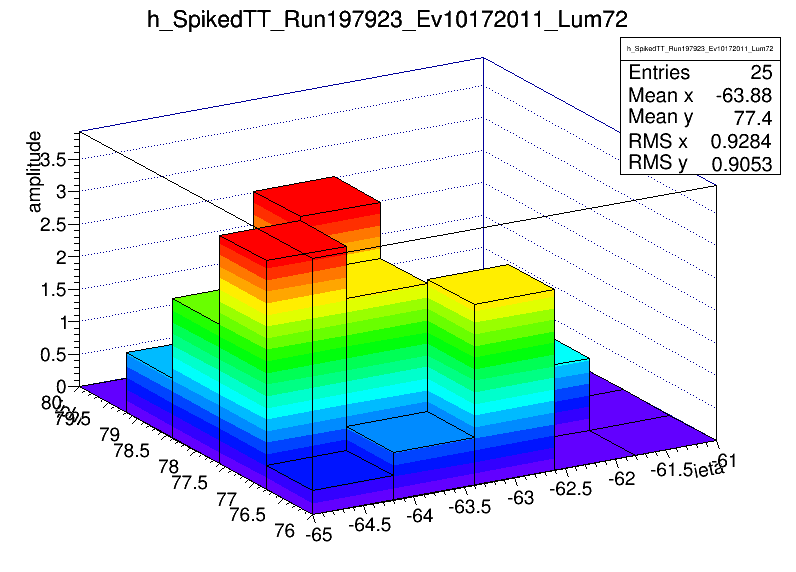 h_SpikedTT_Run197923_Ev10172011_Lum72
h_SpikedTT_Run197923_Ev10172011_Lum72
Entries 25
Mean x -63.88
Mean y 77.4
RMS x 0.9284
RMS y 0.9053
amplitude
3.5
3
2.5
2
1.5
1
0.5
0
80
79.5
79
78.5
78
77.5
77
76.5
76
-65
-64.5
-64
-63.5
-63
-62.5
-62
-61.5
-61
ieta